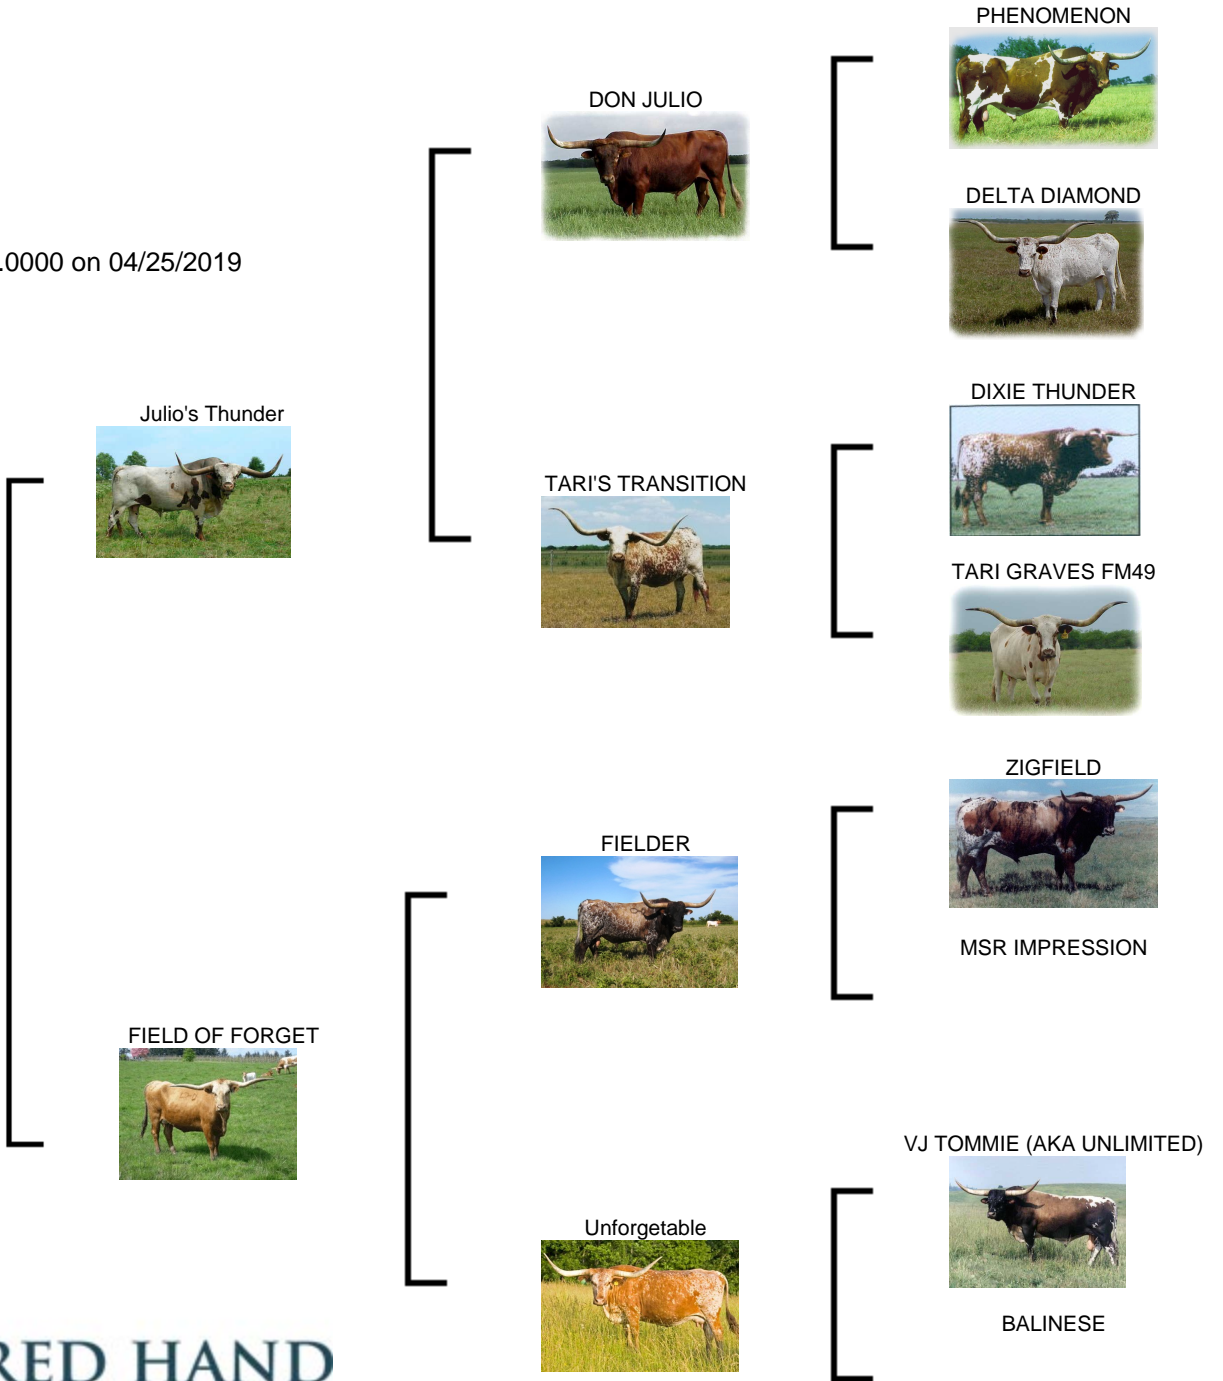 PHENOMENON
DON JULIO
DELTA DIAMOND
.0000 on 04/25/2019
DIXIE THUNDER
Julio's Thunder
TARI'S TRANSITION
TARI GRAVES FM49
ZIGFIELD
FIELDER
MSR IMPRESSION
FIELD OF FORGET
VJ TOMMIE (AKA UNLIMITED)
Unforgetable
BALINESE
RED HAND